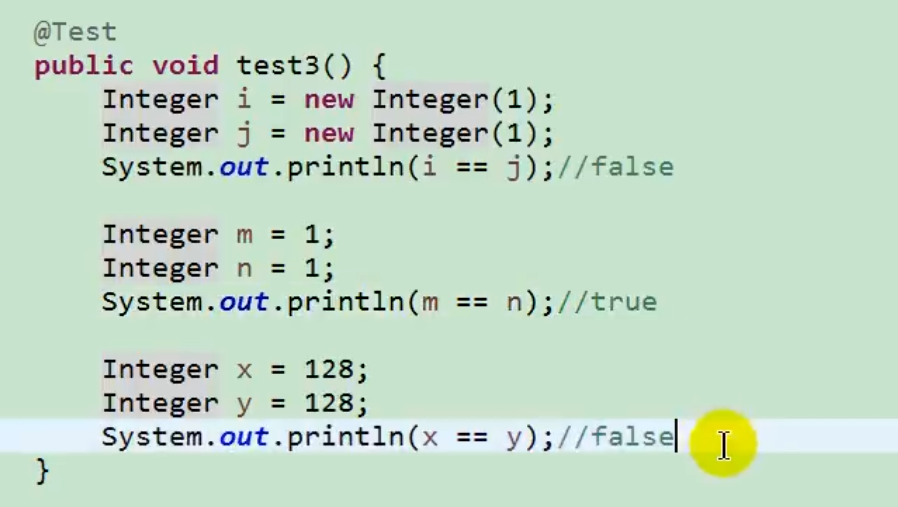 @Test
public void test3() {
Integer i = new Integer(1);
Integer j = new Integer(1);
System.out.println(i == j);//false
Integer m = 1;
Integer n = 1;
System.out.println(m == n);//true
Integer x = 128;
Integer y = 128;
System.out.println(x == y);//false
}